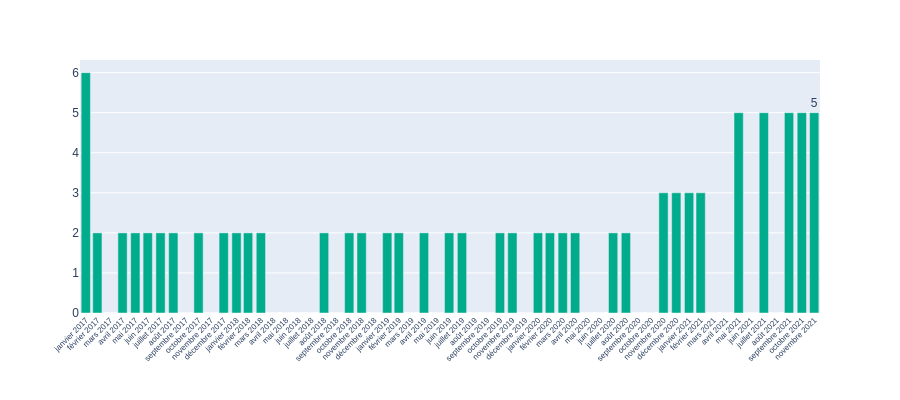 6
5
5
4
3
2
1
0
janvier 2017
février 2017
mars 2017
avril 2017
mai 2017
juin 2017
juillet 2017
août 2017
septembre 2017
octobre 2017
novembre 2017
décembre 2017
janvier 2018
février 2018
mars 2018
avril 2018
mai 2018
juin 2018
juillet 2018
août 2018
septembre 2018
octobre 2018
novembre 2018
décembre 2018
janvier 2019
février 2019
mars 2019
avril 2019
mai 2019
juin 2019
juillet 2019
août 2019
septembre 2019
octobre 2019
novembre 2019
décembre 2019
janvier 2020
février 2020
mars 2020
avril 2020
mai 2020
juin 2020
juillet 2020
août 2020
septembre 2020
octobre 2020
novembre 2020
décembre 2020
janvier 2021
février 2021
mars 2021
avril 2021
mai 2021
juin 2021
juillet 2021
août 2021
septembre 2021
octobre 2021
novembre 2021